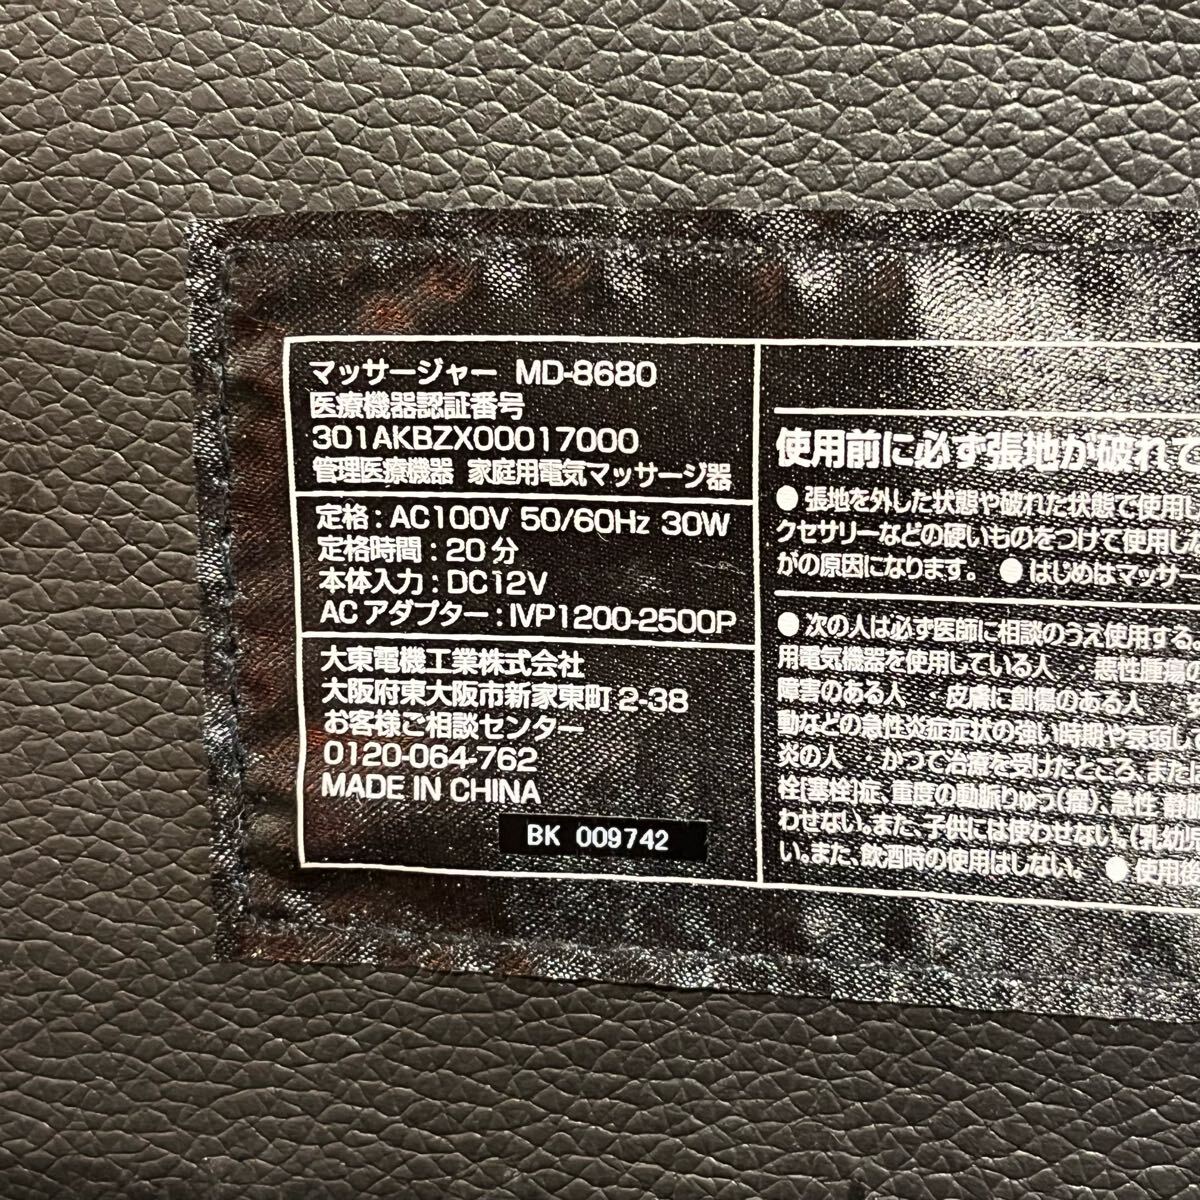 マッサージャー MD-8680
医療機器認証番号
301AKBZX00017000
管理医療機器 家庭用電気マッサージ器
定格：AC100V 50/60Hz 30W
定格時間：20分
本体入力：DC12V
ACアダプター：IVP1200-2500P
大東電機工業株式会社
大阪府東大阪市新家東町2-38
お客様ご相談センター
0120-064-762
MADE IN CHINA
BK 009742
使用前に必ず張地が破れて
●張地を外した状態や破れた状態で使用し
クセサリーなどの硬いものをつけて使用し
がの原因になります。 ●はじめはマッサー
●次の人は必ず医師に相談のうえ使用する
用電気機器を使用している人 ・悪性腫瘍の
障害のある人 ・皮膚に創傷のある人
動などの急性炎症症状の強い時期や衰弱し
炎の人 ・かつて治療を受けたところ、また
栓(塞栓)症、重度の動脈りゅう(瘤)、急性 静
わせない。また、子供には使わせない。(乳幼児
い。また、飲酒時の使用はしない。 ●使用後